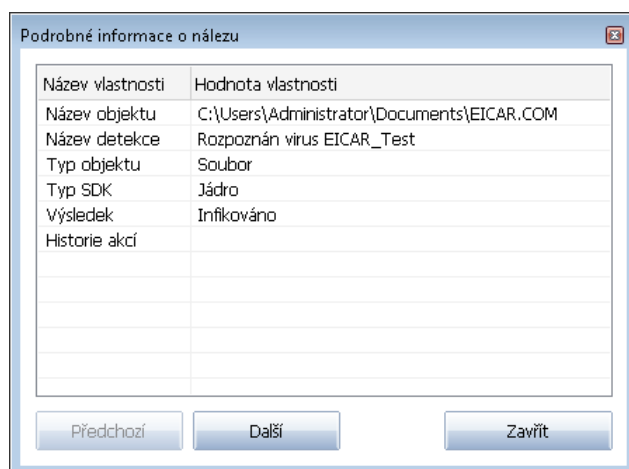 Podrobné informace o nálezu
Název vlastnosti Hodnota vlastnosti
Název objektu C:\Users\Administrator\Documents\EICAR.COM
Název detekce Rozpoznán virus EICAR_Test
Typ objektu Soubor
Typ SDK Jádro
Výsledek Infikováno
Historie akcí
Předchozí Další Zavřít